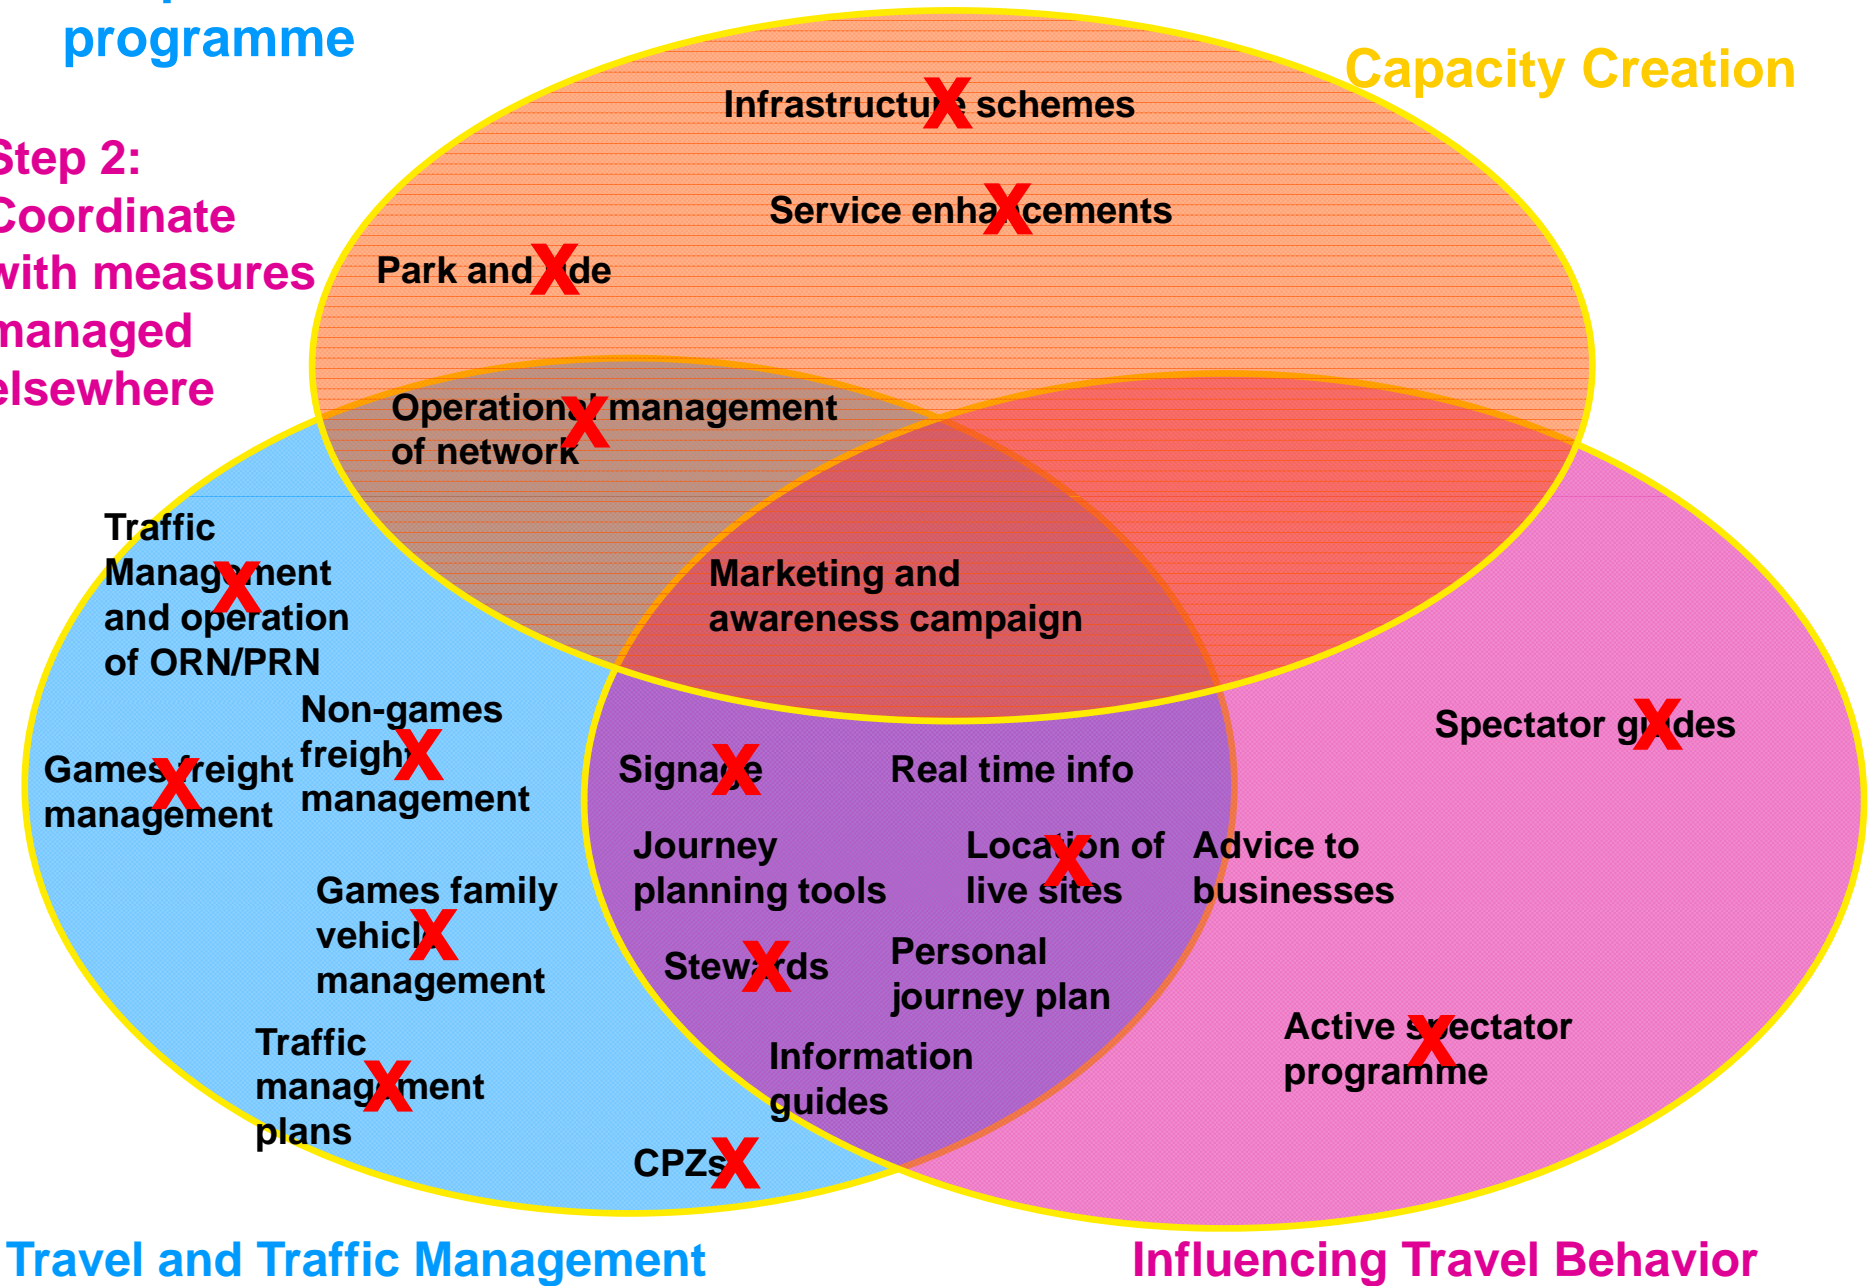 programme
Capacity Creation
Step 2:
Coordinate
with measures
managed
elsewhere
Infrastructure schemes
X
Service enhancements
X
Park and ride
X
Operational management
of network
X
Traffic
Management
and operation
of ORN/PRN
X
Marketing and
awareness campaign
Non-games
freight
management
X
Games freight
management
X
Signage
X
Real time info
Spectator guides
X
Journey
planning tools
Location of
live sites
X
Advice to
businesses
Games family
vehicle
management
X
Stewards
X
Personal
journey plan
Traffic
management
plans
X
Information
guides
Active spectator
programme
X
CPZs
X
Travel and Traffic Management
Influencing Travel Behavior